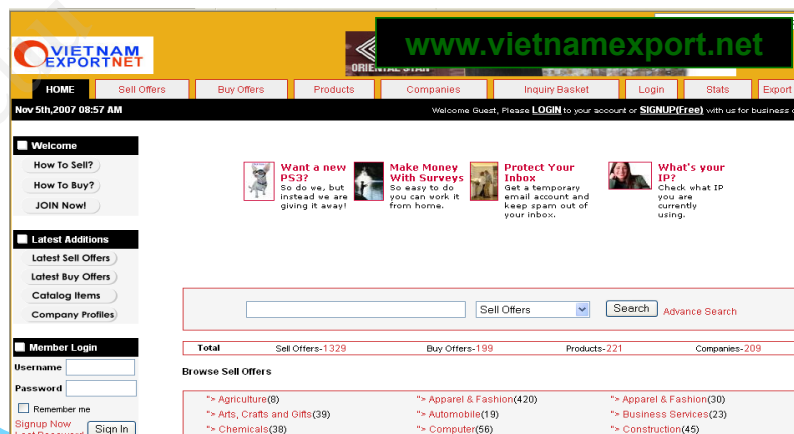 www.vietnamexport.net
VIETNAM
EXPORTNET
HOME
Sell Offers
Buy Offers
Products
Companies
Inquiry Basket
Login
Stats
Export
Nov 5th,2007 08:57 AM
Welcome Guest, Please LOGIN to your account or SIGNUP(Free) with us for business
Welcome
How To Sell?
How To Buy?
JOIN Now!
Want a new
PS3?
So do we, but
instead we are
giving it away!
Make Money
With Surveys
So easy to do
you can work it
from home.
Protect Your
Inbox
Get a temporary
email account and
keep spam out of
your inbox.
What's your
IP?
Check what IP
you are
currently
using.
Latest Additions
Latest Sell Offers
Latest Buy Offers
Catalog Items
Company Profiles
Sell Offers
Search
Advance Search
Member Login
Username
Password
Remember me
Signup Now
Sign In
Total
Sell Offers-1329
Buy Offers-199
Products-221
Companies-209
Browse Sell Offers
"> Agriculture(8)
"> Apparel & Fashion(420)
"> Apparel & Fashion(30)
"> Arts, Crafts and Gifts(39)
"> Automobile(19)
"> Business Services(23)
"> Chemicals(38)
"> Computer(56)
"> Construction(45)